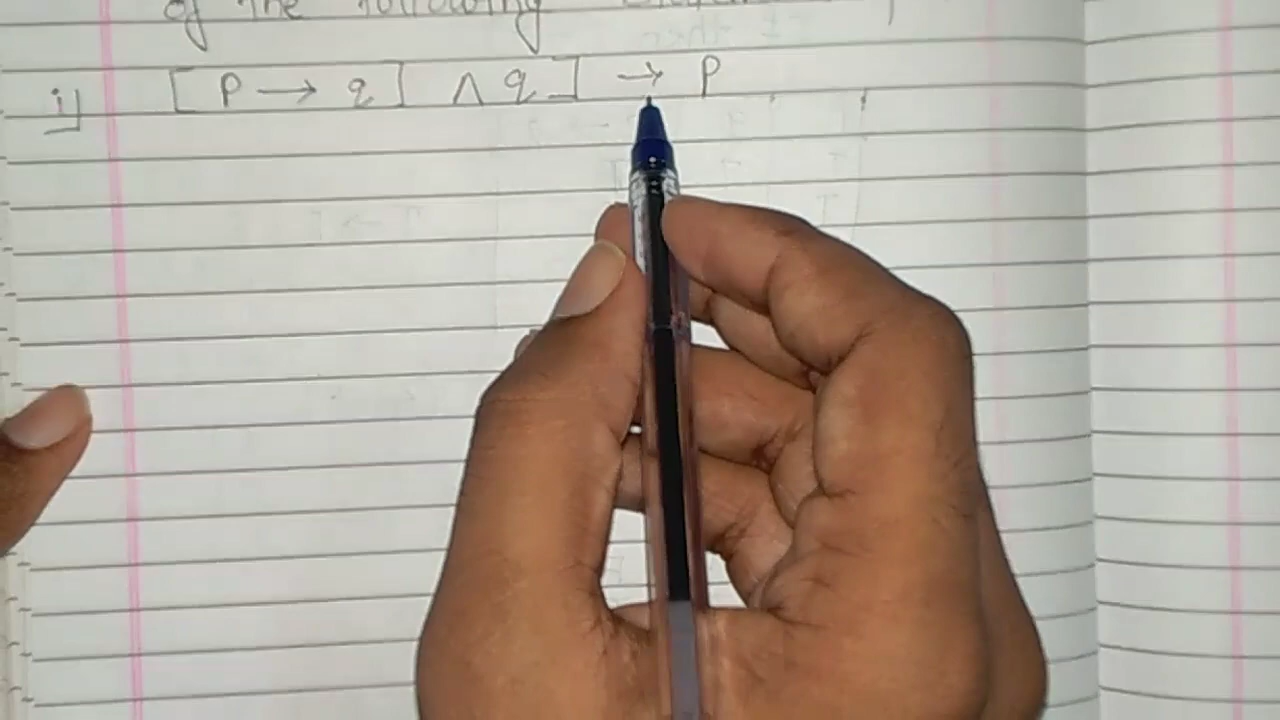 of the following
i] [ P → q ] ∧ q ] → P